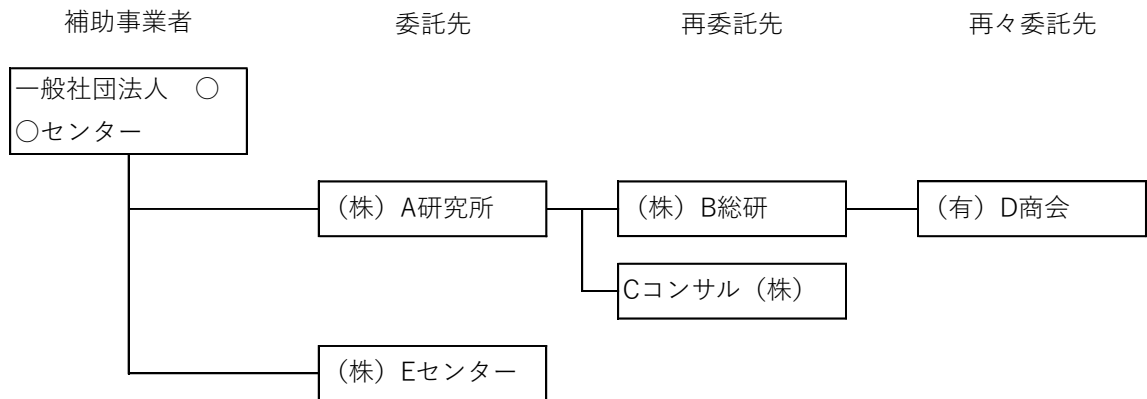 補助事業者　委託先　再委託先　再々委託先
一般社団法人　○
○センター
（株）A研究所　（株）B総研　（有）D商会
Cコンサル（株）
（株）Eセンター